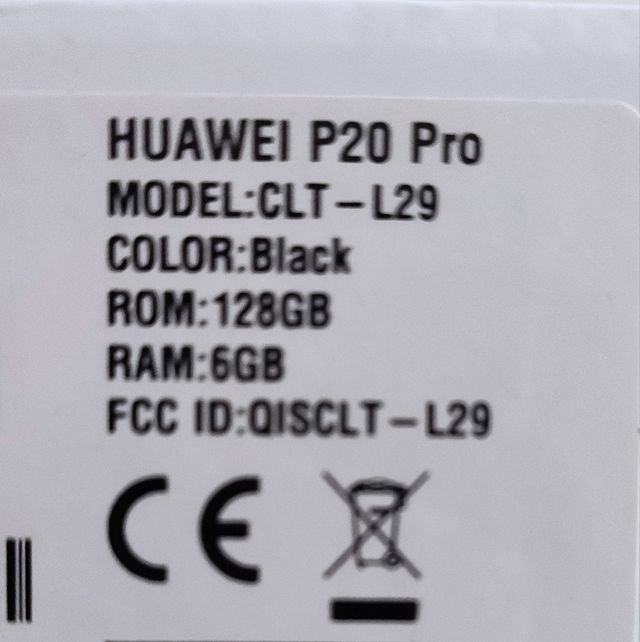 HUAWEI P20 Pro
MODEL:CLT-L29
COLOR:Black
ROM:128GB
RAM:6GB
FCC ID:QISCLT-L29
CE